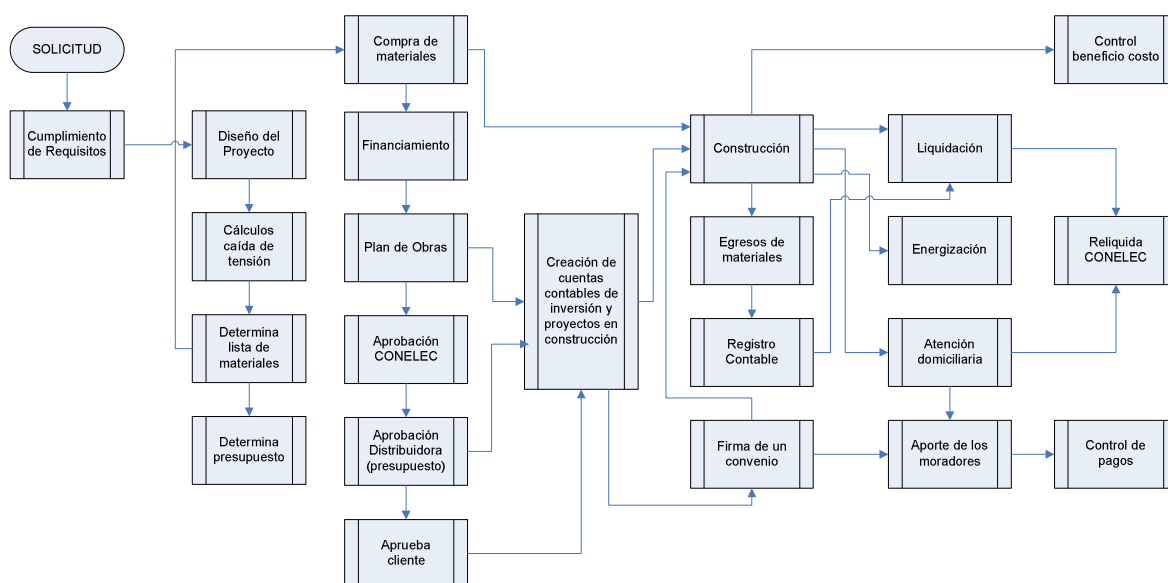 SOLICITUD
Cumplimiento
de Requisitos
Diseño del
Proyecto
Cálculos
caída de
tensión
Determina
lista de
materiales
Determina
presupuesto
Compra de
materiales
Financiamiento
Plan de Obras
Aprobación
CONELEC
Aprobación
Distribuidora
(presupuesto)
Aprueba
cliente
Creación de
cuentas
contables de
inversión y
proyectos en
construcción
Construcción
Egresos de
materiales
Registro
Contable
Firma de un
convenio
Liquidación
Energización
Atención
domiciliaria
Aporte de los
moradores
Control
beneficio costo
Reliquida
CONELEC
Control de
pagos